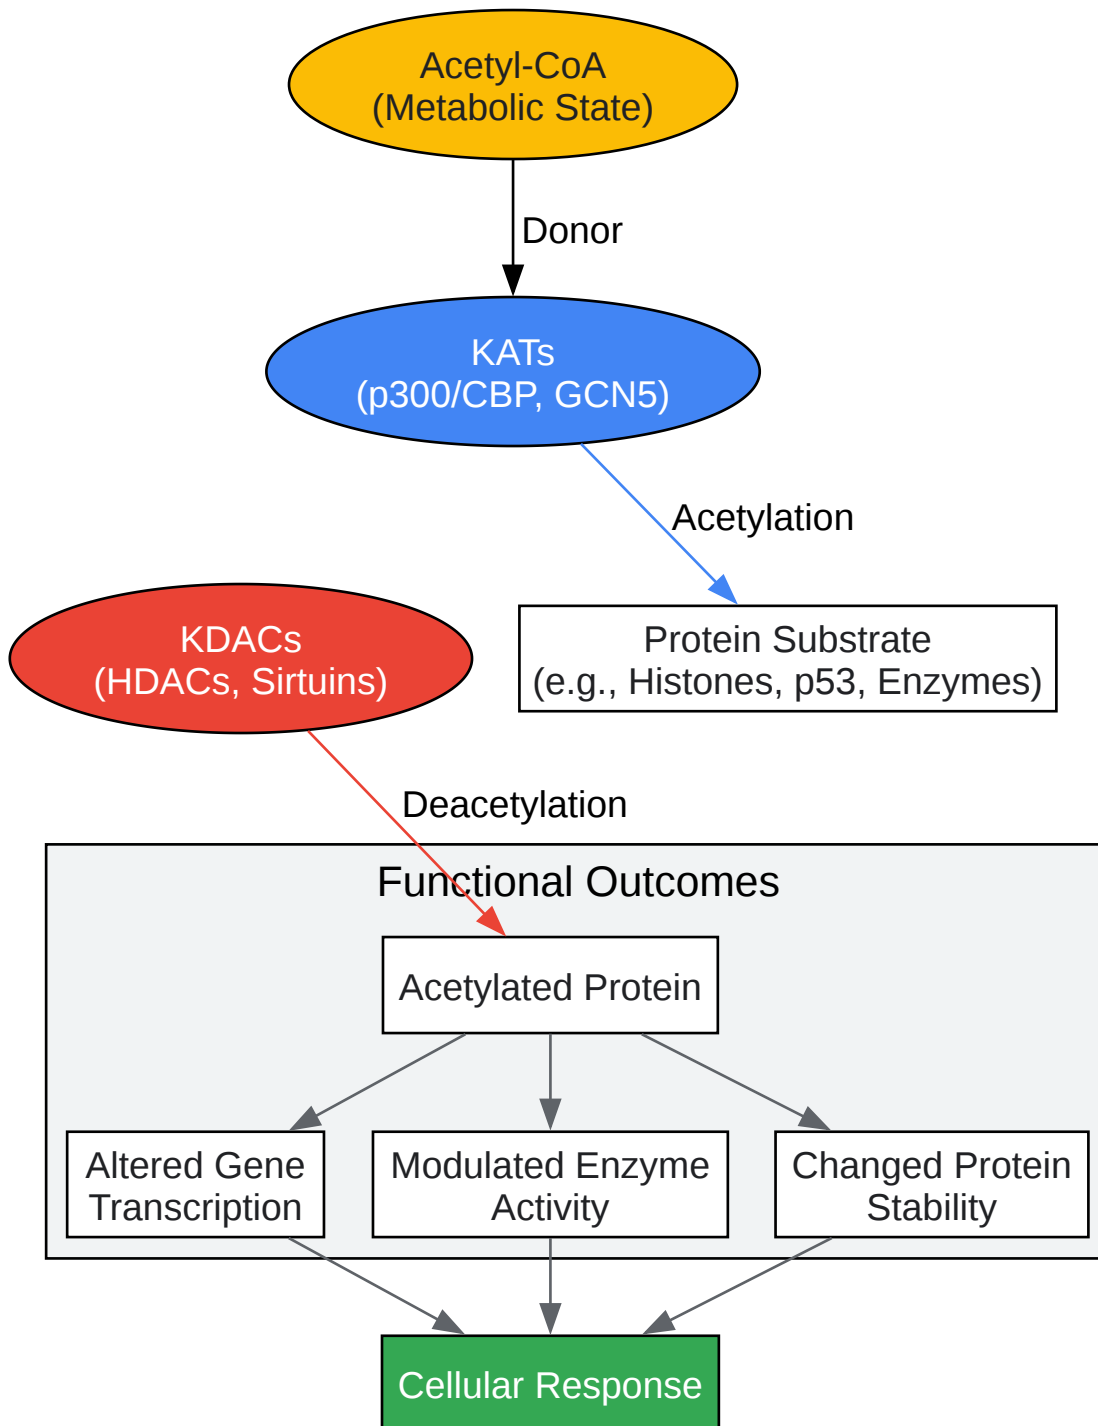 Acetyl-CoA
(Metabolic State)
Donor
KATs
(p300/CBP, GCN5)
Acetylation
KDACs
(HDACs, Sirtuins)
Protein Substrate
(e.g., Histones, p53, Enzymes)
Deacetylation
Functional Outcomes
Acetylated Protein
Altered Gene
Transcription
Modulated Enzyme
Activity
Changed Protein
Stability
Cellular Response